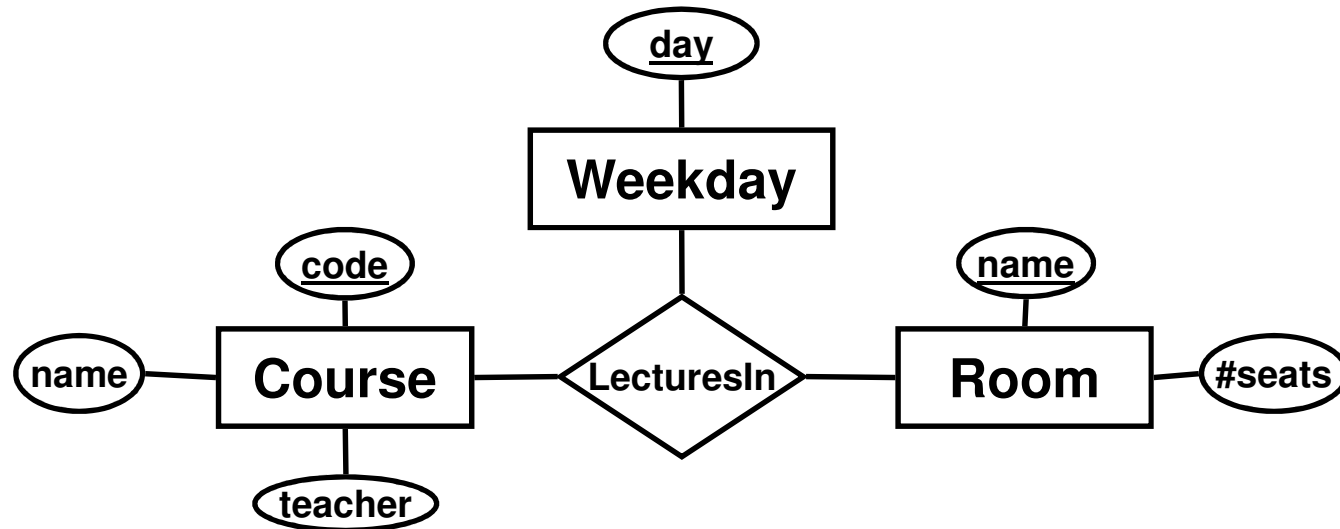 day
Weekday
code
name
name
Course
LecturesIn
Room
#seats
teacher